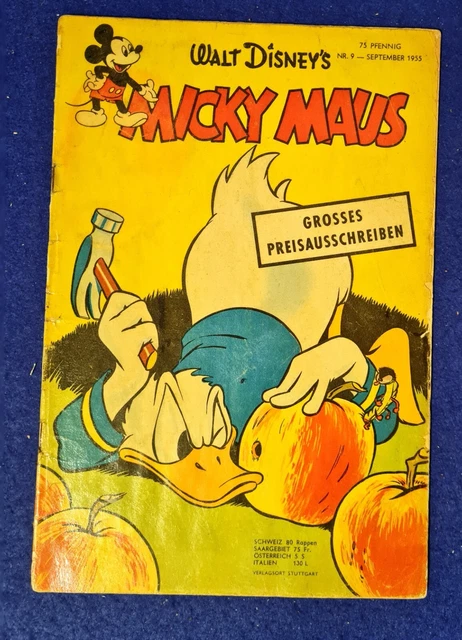 75 PFENNIG
WALT DISNEY'S
NR. 9 — SEPTEMBER 1955
MICKY MAUS
GROSSES
PREISAUSSCHREIBEN
SCHWEIZ 80 Rappen
SAARGEBIET 75 Fr.
ÖSTERREICH 5 S
ITALIEN 130 L
VERLAGSORT STUTTGART